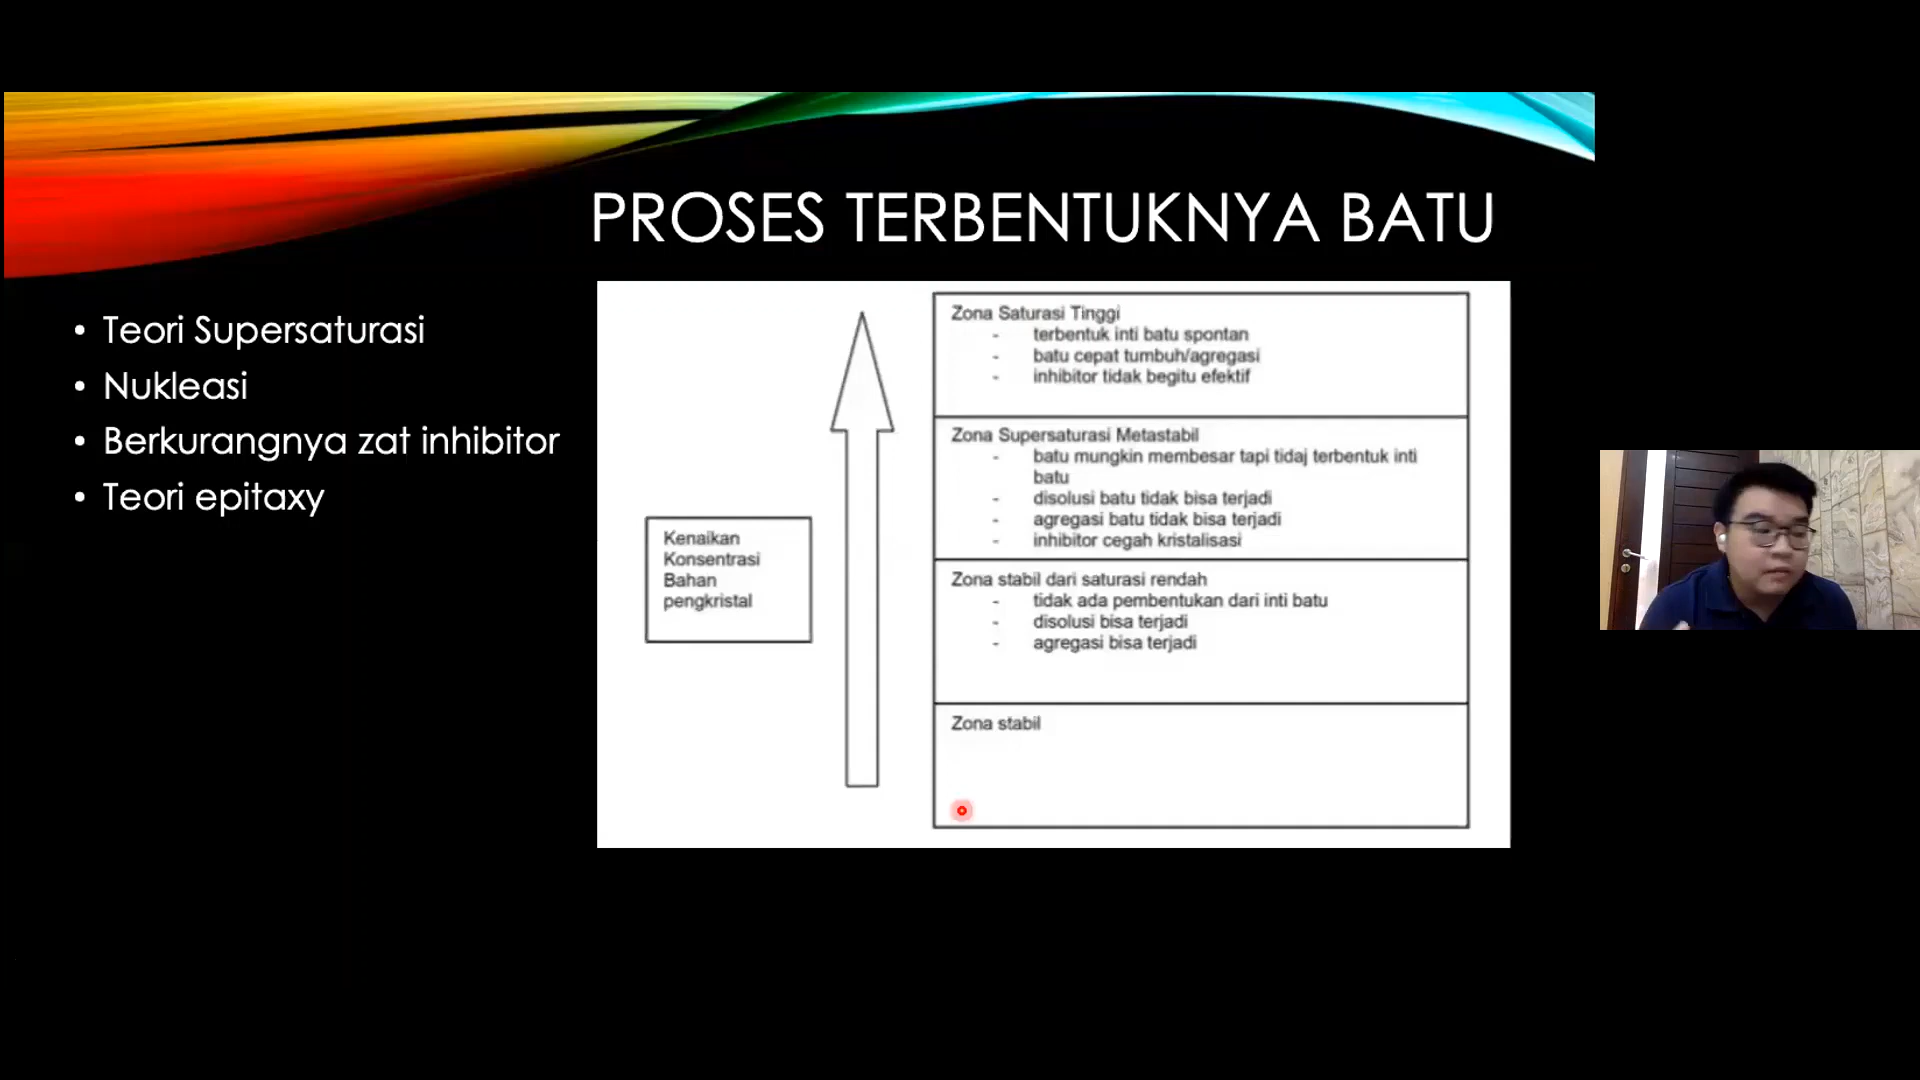 PROSES TERBENTUKNYA BATU
• Teori Supersaturasi
• Nukleasi
• Berkurangnya zat inhibitor
• Teori epitaxy
Kenaikan
Konsentrasi
Bahan
pengkristal
Zona Saturasi Tinggi
- terbentuk inti batu spontan
- batu cepat tumbuh/agregasi
- inhibitor tidak begitu efektif
Zona Supersaturasi Metastabil
- batu mungkin membesar tapi tidaj terbentuk inti
batu
- disolusi batu tidak bisa terjadi
- agregasi batu tidak bisa terjadi
- inhibitor cegah kristalisasi
Zona stabil dari saturasi rendah
- tidak ada pembentukan dari inti batu
- disolusi bisa terjadi
- agregasi bisa terjadi
Zona stabil